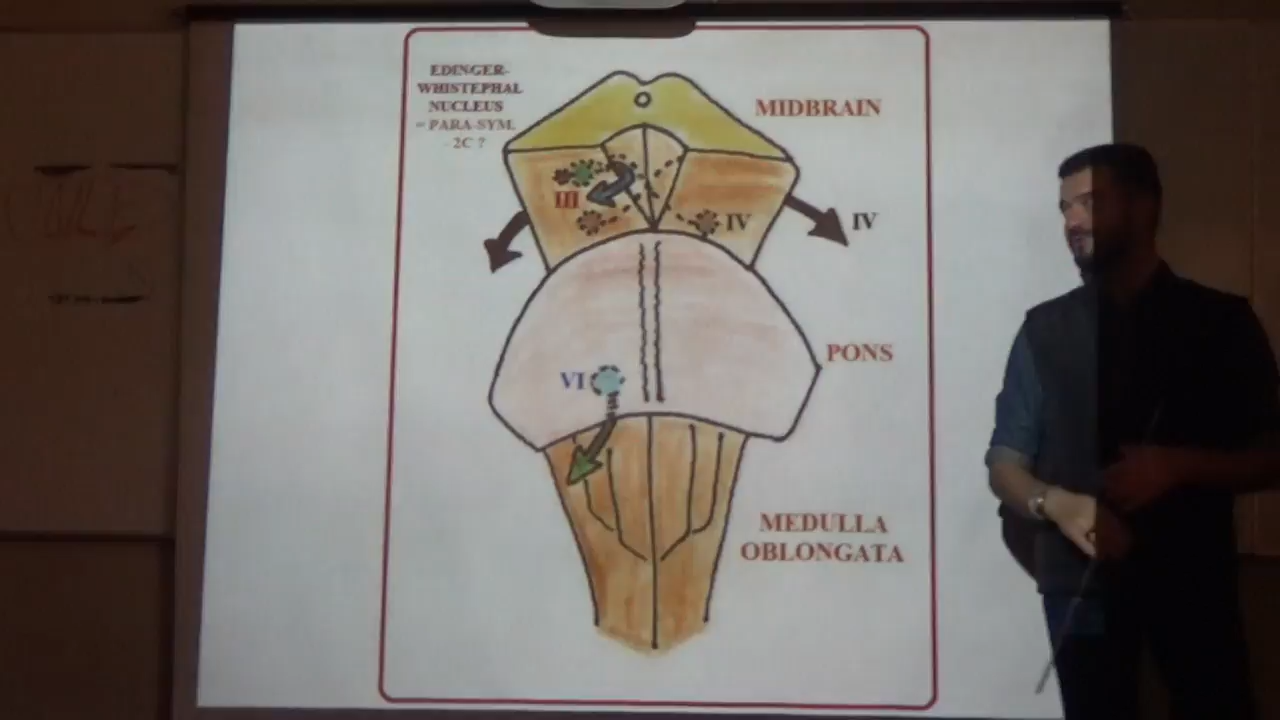 EDINGER-
WHISTEPHAL
NUCLEUS
= PARA-SYM.
2C ?
MIDBRAIN
III
IV
IV
PONS
VI
MEDULLA
OBLONGATA